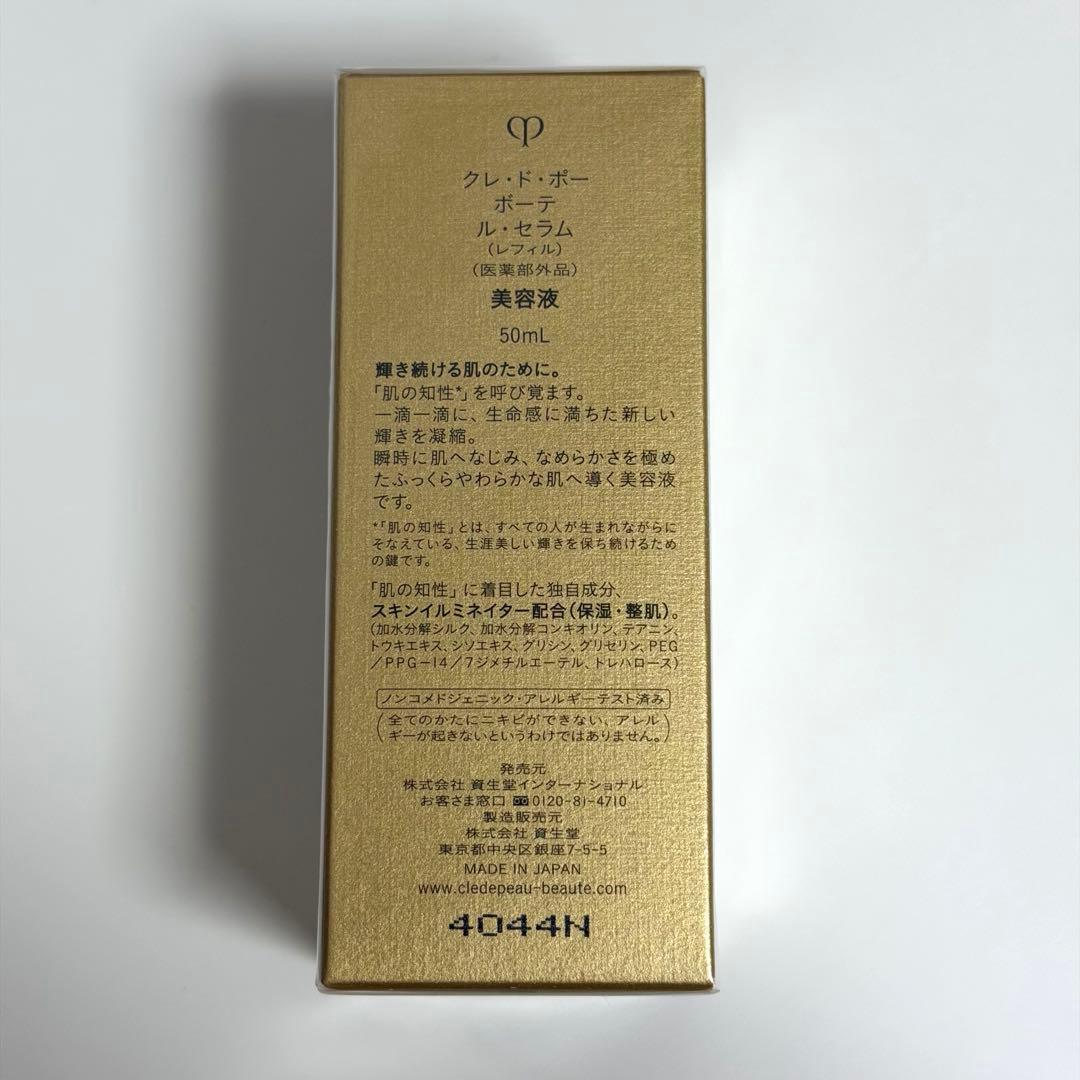 クレ・ド・ポー
ボーテ
ル・セラム
(レフィル)
(医薬部外品)
美容液
50mL
輝き続ける肌のために。
「肌の知性*」を呼び覚ます。
一滴一滴に、生命感に満ちた新しい
輝きを凝縮。
瞬時に肌へなじみ、なめらかさを極め
たふっくらやわらかな肌へ導く美容液
です。
*「肌の知性」とは、すべての人が生まれながらに
そなえている、生涯美しい輝きを保ち続けるため
の鍵です。
「肌の知性」に着目した独自成分、
スキンイルミネイター配合(保湿・整肌)。
(加水分解シルク、加水分解コンキオリン、テアニン、
トウキエキス、シソエキス、グリシン、グリセリン、PEG
/PPG-14/7ジメチルエーテル、トレハロース)
ノンコメドジェニック・アレルギーテスト済み
(全てのかたにニキビができない、アレル
ギーが起きないというわけではありません。)
発売元
株式会社 資生堂インターナショナル
お客さま窓口 0120-81-4710
製造販売元
株式会社 資生堂
東京都中央区銀座7-5-5
MADE IN JAPAN
www.cledepeau-beaute.com
4044N